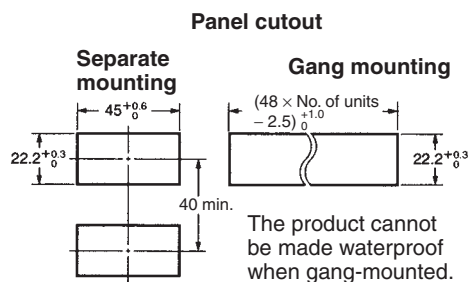 Panel cutout
Separate
mounting
Gang mounting
45 +0.6 0
(48 × No. of units
− 2.5) +1.0 0
22.2 +0.3 0
22.2 +0.3 0
40 min.
The product cannot
be made waterproof
when gang-mounted.